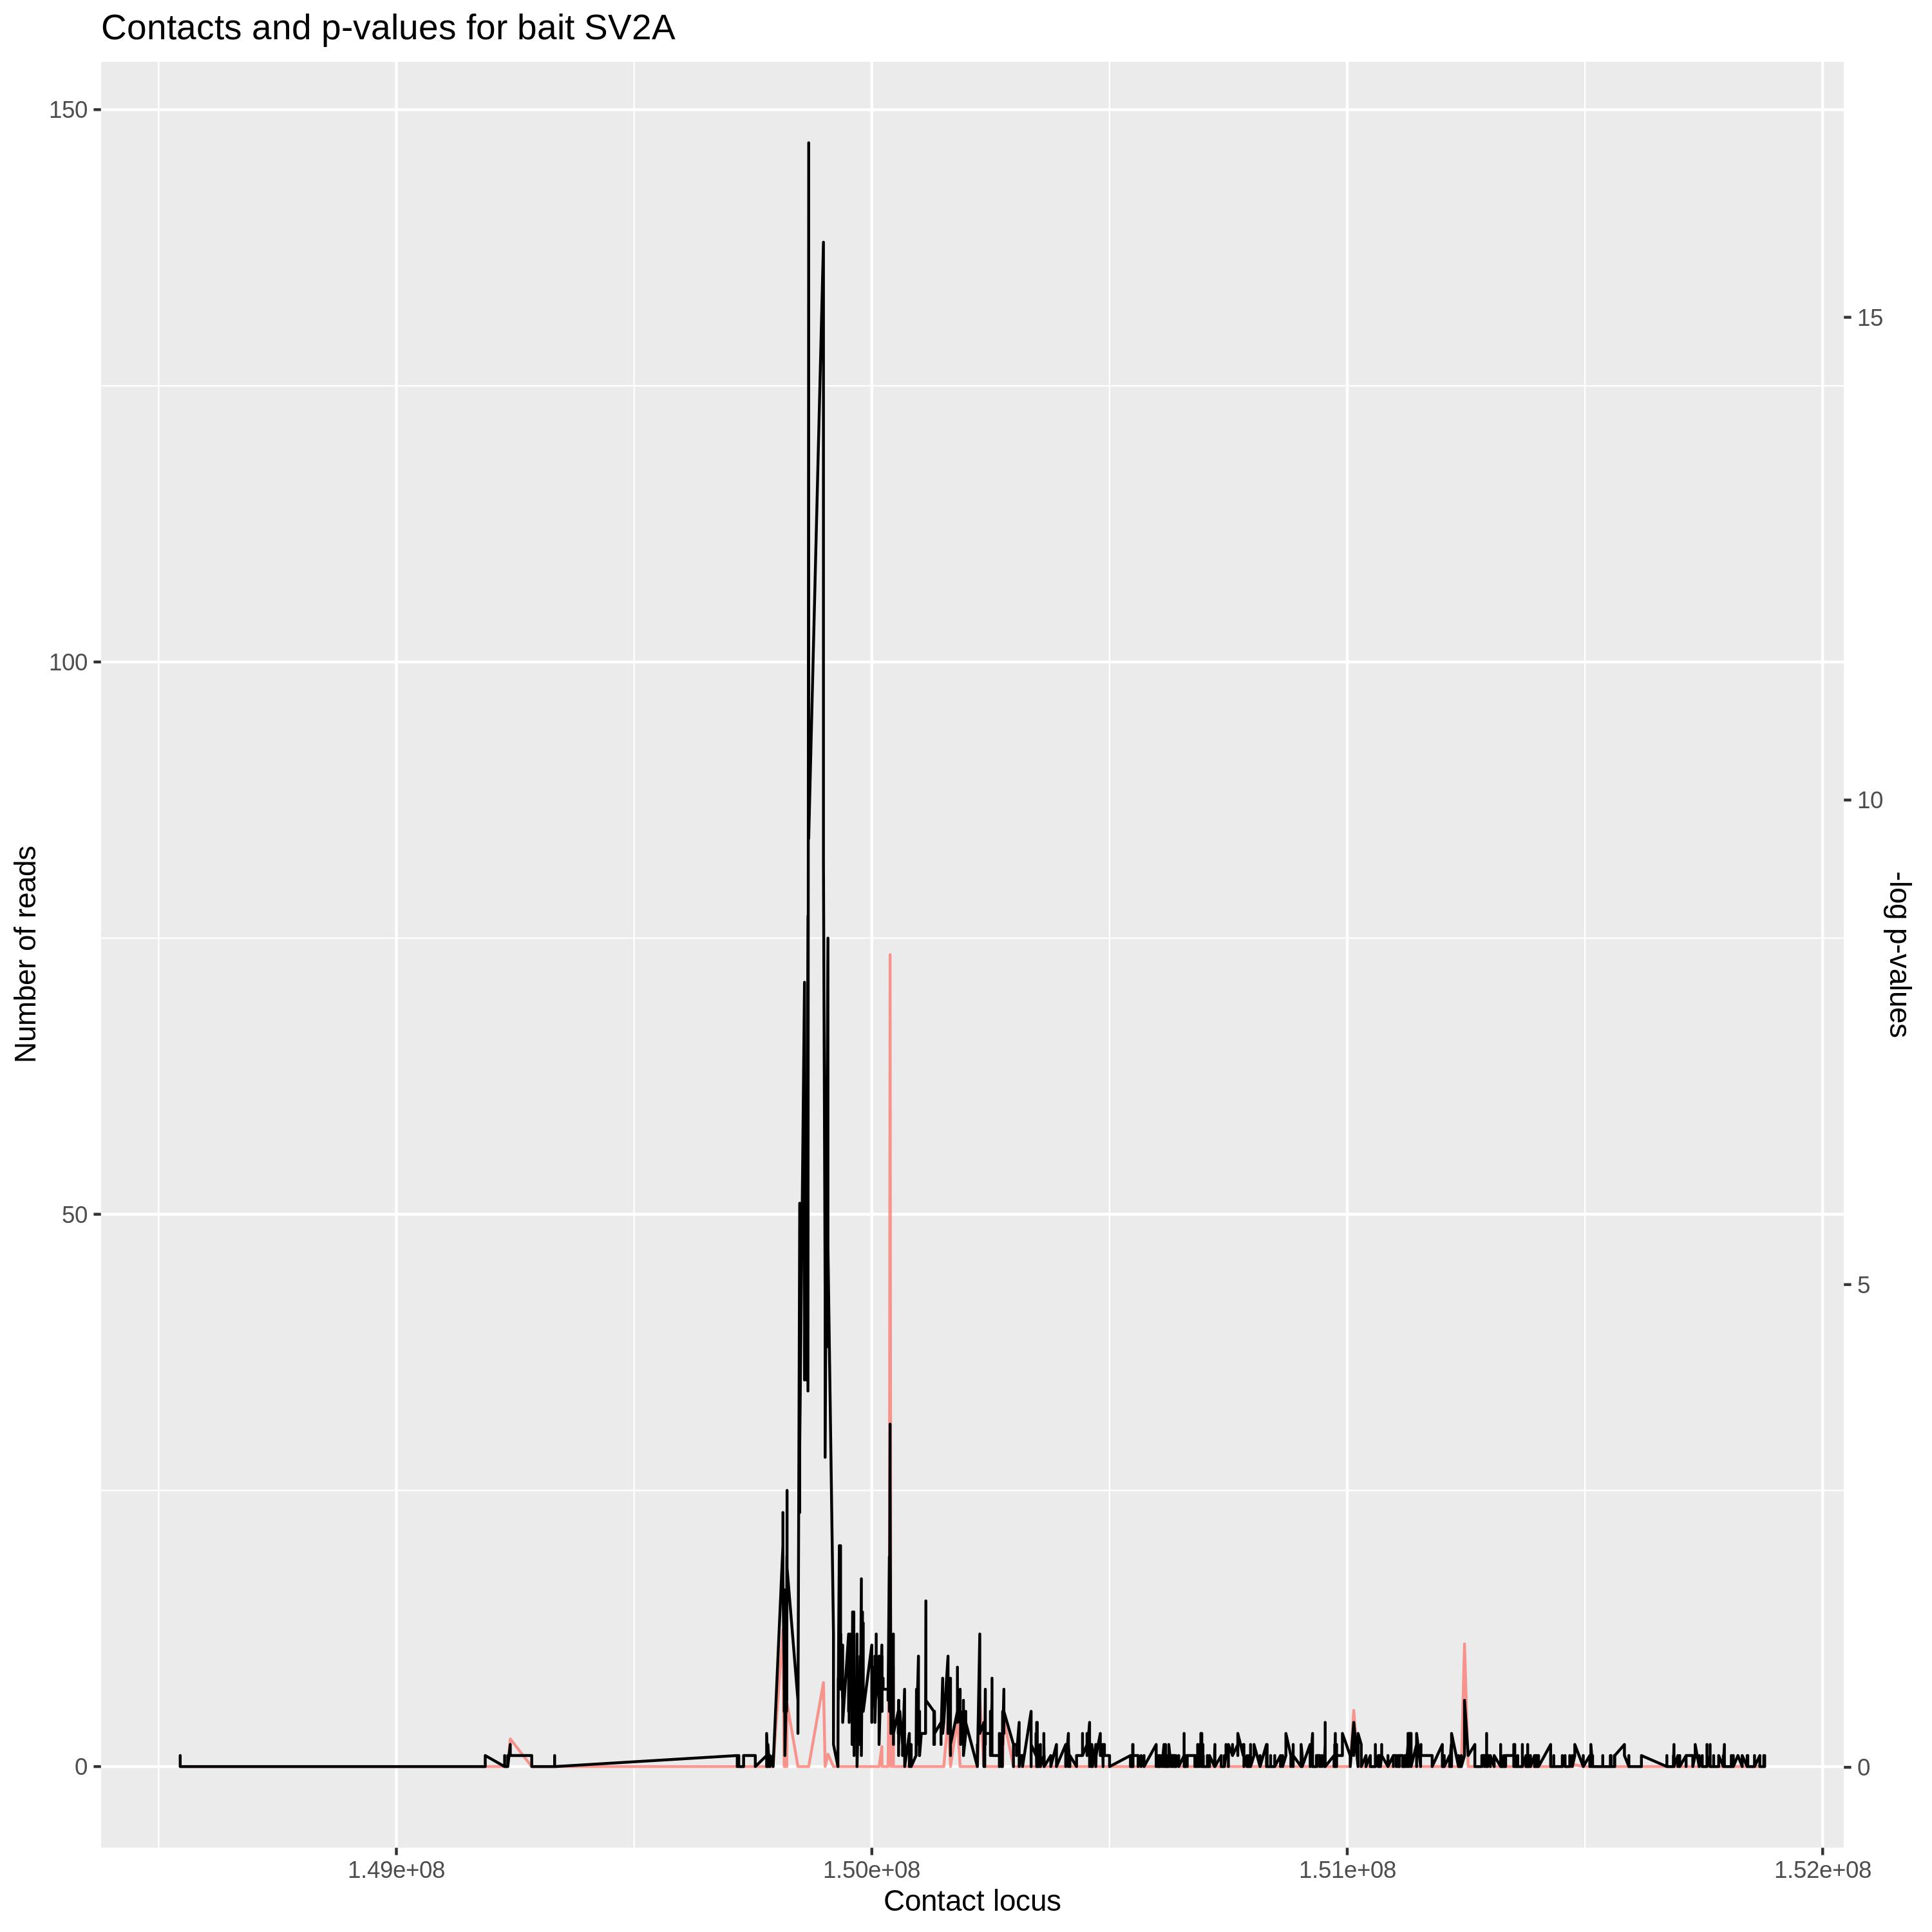 Contacts and p-values for bait SV2A
150
100
50
0
Number of reads
15
10
5
0
-log p-values
1.49e+08
1.50e+08
1.51e+08
1.52e+08
Contact locus